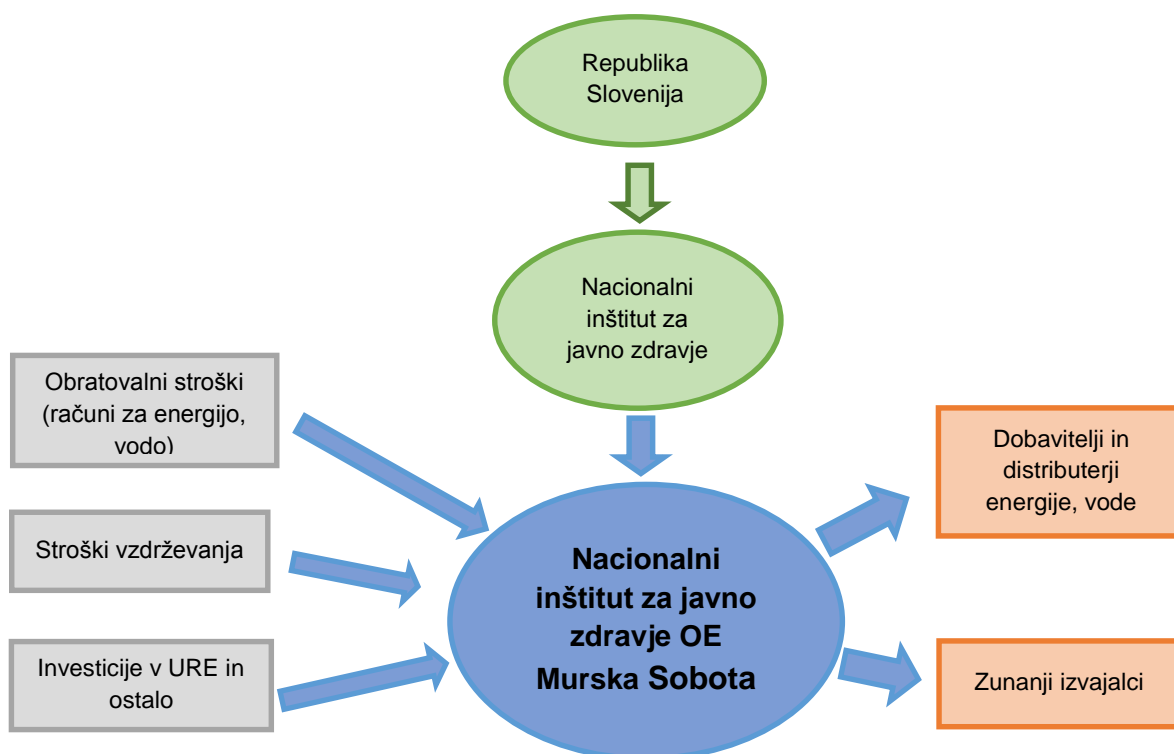 Republika
Slovenija
Nacionalni
inštitut za
javno zdravje
Obratovalni stroški
(računi za energijo,
vodo)
Stroški vzdrževanja
Investicije v URE in
ostalo
Nacionalni
inštitut za javno
zdravje OE
Murska Sobota
Dobavitelji in
distributerji
energije, vode
Zunanji izvajalci